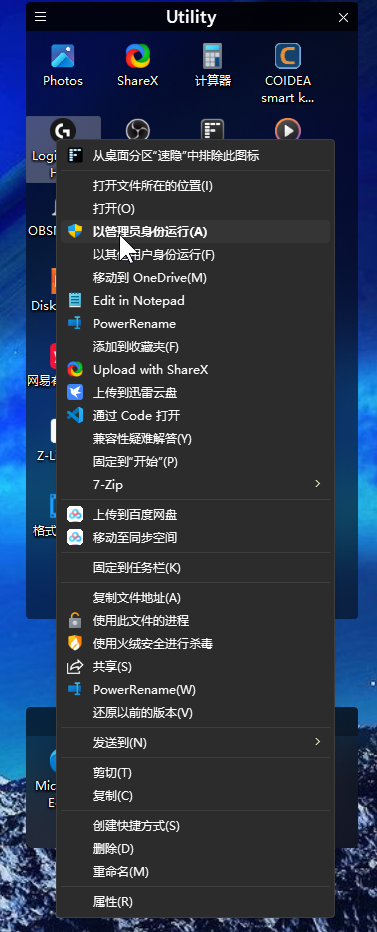 Utility
Photos
ShareX
计算器
COIDEA
smart k...
Logi
从桌面分区“速隐”中排除此图标
打开文件所在的位置(I)
打开(O)
OBS
以管理员身份运行(A)
以其他用户身份运行(F)
移动到 OneDrive(M)
Disk
Edit in Notepad
PowerRename
添加到收藏夹(F)
Upload with ShareX
网易有
上传到迅雷云盘
通过 Code 打开
兼容性疑难解答(Y)
Z-Li
固定到“开始”(P)
7-Zip
上传到百度网盘
格式
移动至同步空间
固定到任务栏(K)
复制文件地址(A)
使用此文件的进程
使用火绒安全进行杀毒
共享(S)
PowerRename(W)
还原以前的版本(V)
发送到(N)
剪切(T)
Mic
复制(C)
E
创建快捷方式(S)
删除(D)
重命名(M)
属性(R)